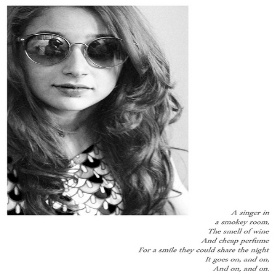 A singer in
a smokey room,
The smell of wine
And cheap perfume
For a smile they could share the night
It goes on, and on,
And on, and on.